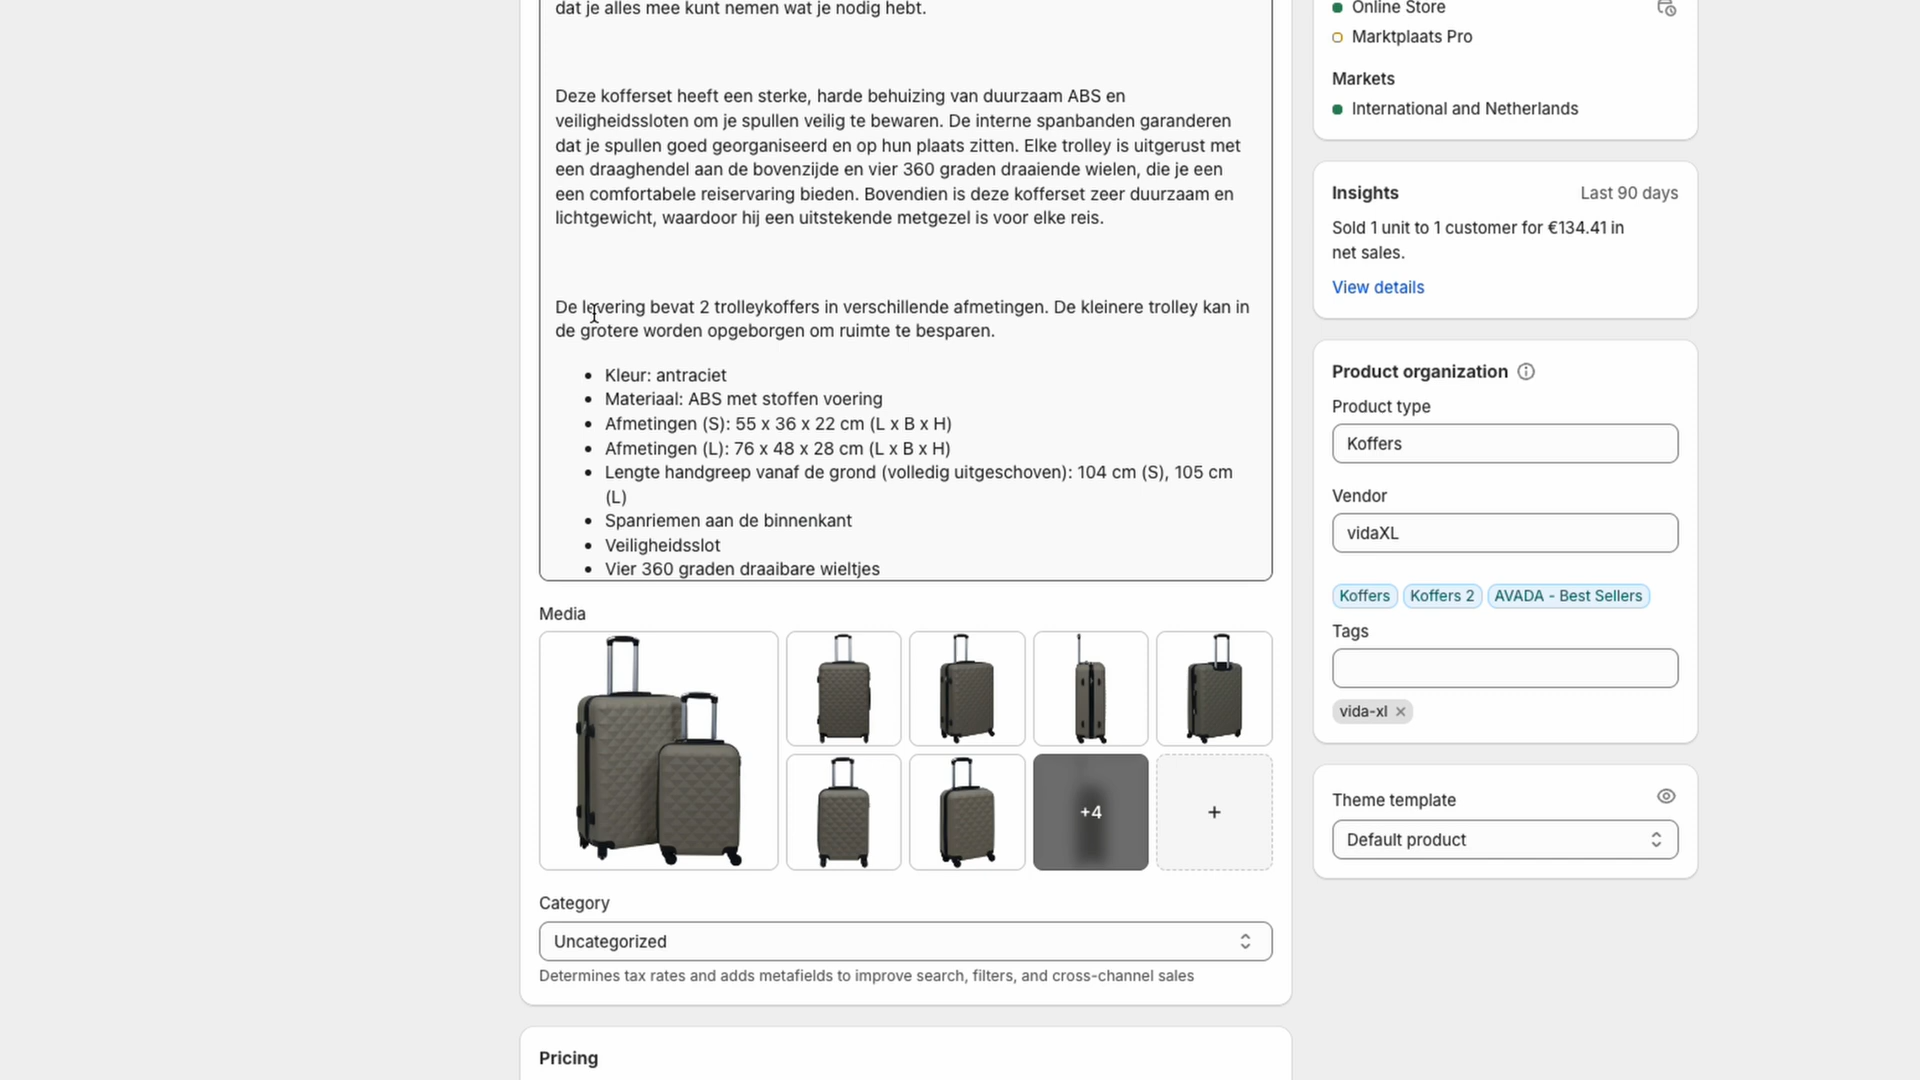 dat je alles mee kunt nemen wat je nodig hebt.
Deze kofferset heeft een sterke, harde behuizing van duurzaam ABS en
veiligheidssloten om je spullen veilig te bewaren. De interne spanbanden garanderen
dat je spullen goed georganiseerd en op hun plaats zitten. Elke trolley is uitgerust met
een draaghendel aan de bovenzijde en vier 360 graden draaiende wielen, die je een
een comfortabele reiservaring bieden. Bovendien is deze kofferset zeer duurzaam en
lichtgewicht, waardoor hij een uitstekende metgezel is voor elke reis.
De levering bevat 2 trolleykoffers in verschillende afmetingen. De kleinere trolley kan in
de grotere worden opgeborgen om ruimte te besparen.
• Kleur: antraciet
• Materiaal: ABS met stoffen voering
• Afmetingen (S): 55 x 36 x 22 cm (L x B x H)
• Afmetingen (L): 76 x 48 x 28 cm (L x B x H)
• Lengte handgreep vanaf de grond (volledig uitgeschoven): 104 cm (S), 105 cm
(L)
• Spanriemen aan de binnenkant
• Veiligheidsslot
• Vier 360 graden draaibare wieltjes
Media
+4
+
Category
Uncategorized
Determines tax rates and adds metafields to improve search, filters, and cross-channel sales
Pricing
Online Store
Marktplaats Pro
Markets
International and Netherlands
Insights Last 90 days
Sold 1 unit to 1 customer for €134.41 in
net sales.
View details
Product organization
Product type
Koffers
Vendor
vidaXL
Koffers Koffers 2 AVADA - Best Sellers
Tags
vida-xl
Theme template
Default product